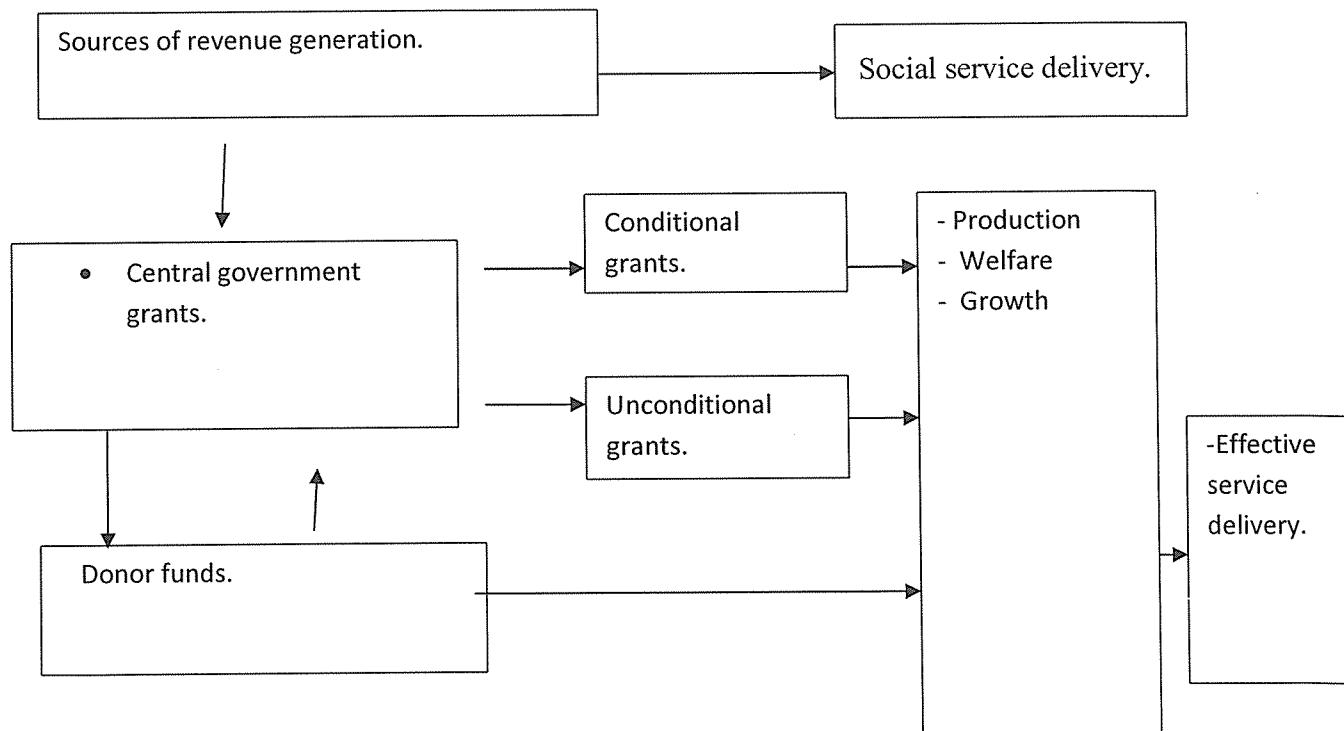 Sources of revenue generation.
Social service delivery.
• Central government
grants.
Conditional
grants.
Unconditional
grants.
- Production
- Welfare
- Growth
-Effective
service
delivery.
Donor funds.